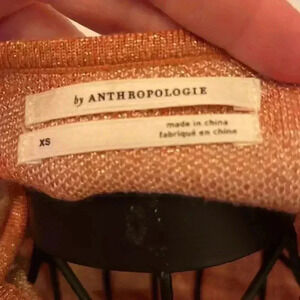 by ANTHROPOLOGIE
XS
made in china
fabriqué en chine